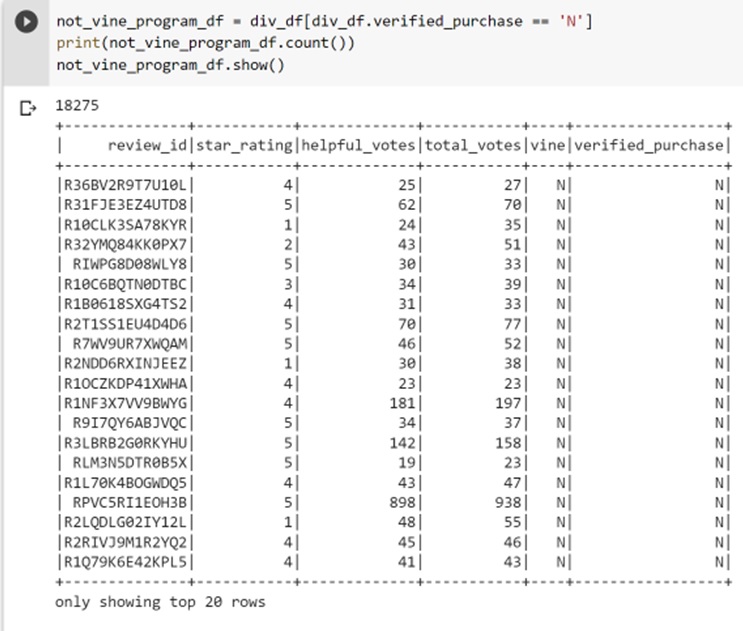 not_vine_program_df = div_df[div_df.verified_purchase == 'N']
print(not_vine_program_df.count())
not_vine_program_df.show()
18275
+--------------+-----------+-------------+-----------+----+-----------------+
|     review_id|star_rating|helpful_votes|total_votes|vine|verified_purchase|
+--------------+-----------+-------------+-----------+----+-----------------+
|R36BV2R9T7U10L|          4|           25|         27|   N|                N|
|R31FJE3EZ4UTD8|          5|           62|         70|   N|                N|
|R10CLK3SA78KYR|          1|           24|         35|   N|                N|
|R32YMQ84KK0PX7|          2|           43|         51|   N|                N|
| RIWPG8D08WLY8|          5|           30|         33|   N|                N|
|R10C6BQTN0DTBC|          3|           34|         39|   N|                N|
|R1B0618SXG4TS2|          4|           31|         33|   N|                N|
|R2T1SS1EU4D4D6|          5|           70|         77|   N|                N|
| R7WV9UR7XWQAM|          5|           46|         52|   N|                N|
|R2NDD6RXINJEEZ|          1|           30|         38|   N|                N|
|R1OCZKDP41XWHA|          4|           23|         23|   N|                N|
|R1NF3X7VV9BWYG|          4|          181|        197|   N|                N|
| R9I7QY6ABJVQC|          5|           34|         37|   N|                N|
|R3LBRB2G0RKYHU|          5|          142|        158|   N|                N|
| RLM3N5DTR0B5X|          5|           19|         23|   N|                N|
|R1L70K4BOGWDQ5|          4|           43|         47|   N|                N|
| RPVC5RI1EOH3B|          5|          898|        938|   N|                N|
|R2LQDLG02IY12L|          1|           48|         55|   N|                N|
|R2RIVJ9M1R2YQ2|          4|           45|         46|   N|                N|
|R1Q79K6E42KPL5|          4|           41|         43|   N|                N|
+--------------+-----------+-------------+-----------+----+-----------------+
only showing top 20 rows